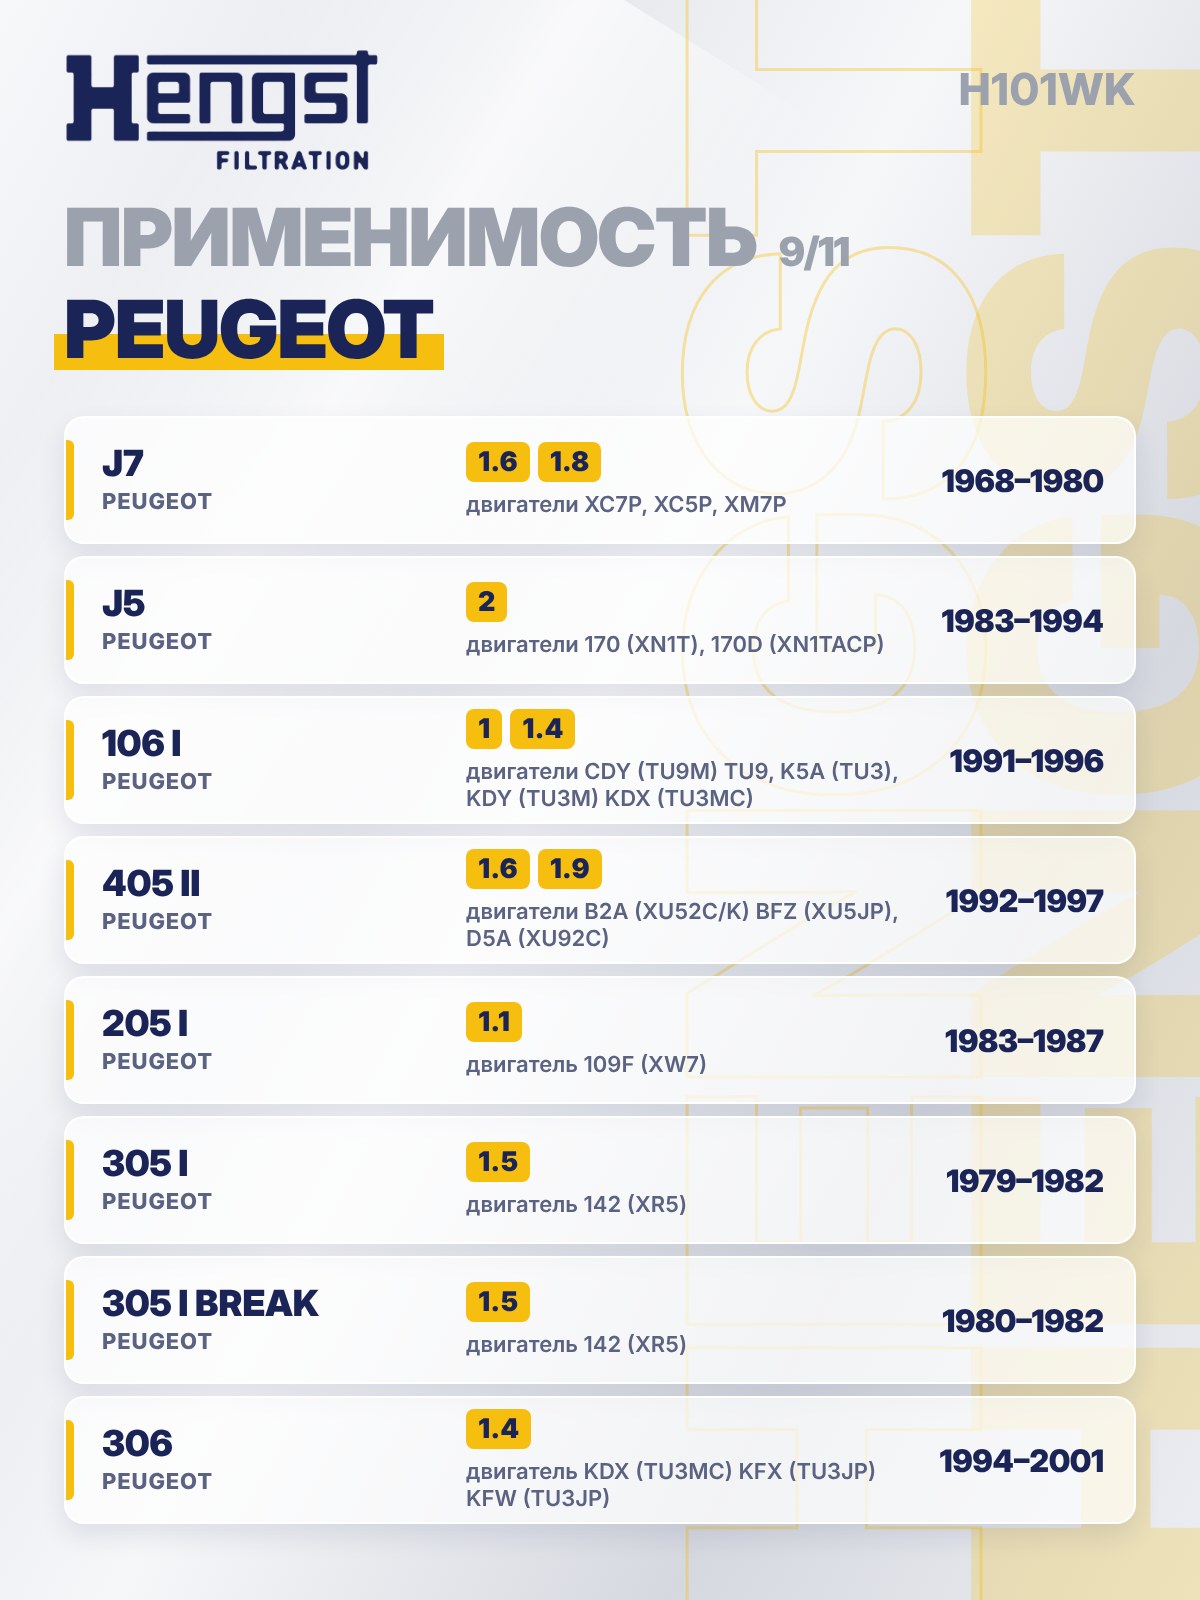 Hengst
FILTRATION
H101WK
ПРИМЕНИМОСТЬ 9/11
PEUGEOT
J7
PEUGEOT
1.6 1.8
двигатели XC7P, XC5P, XM7P
1968–1980
J5
PEUGEOT
2
двигатели 170 (XN1T), 170D (XN1TACP)
1983–1994
106 I
PEUGEOT
1 1.4
двигатели CDY (TU9M) TU9, K5A (TU3),
KDY (TU3M) KDX (TU3MC)
1991–1996
405 II
PEUGEOT
1.6 1.9
двигатели B2A (XU52C/K) BFZ (XU5JP),
D5A (XU92C)
1992–1997
205 I
PEUGEOT
1.1
двигатель 109F (XW7)
1983–1987
305 I
PEUGEOT
1.5
двигатель 142 (XR5)
1979–1982
305 I BREAK
PEUGEOT
1.5
двигатель 142 (XR5)
1980–1982
306
PEUGEOT
1.4
двигатель KDX (TU3MC) KFX (TU3JP)
KFW (TU3JP)
1994–2001
HENGST
HENGST